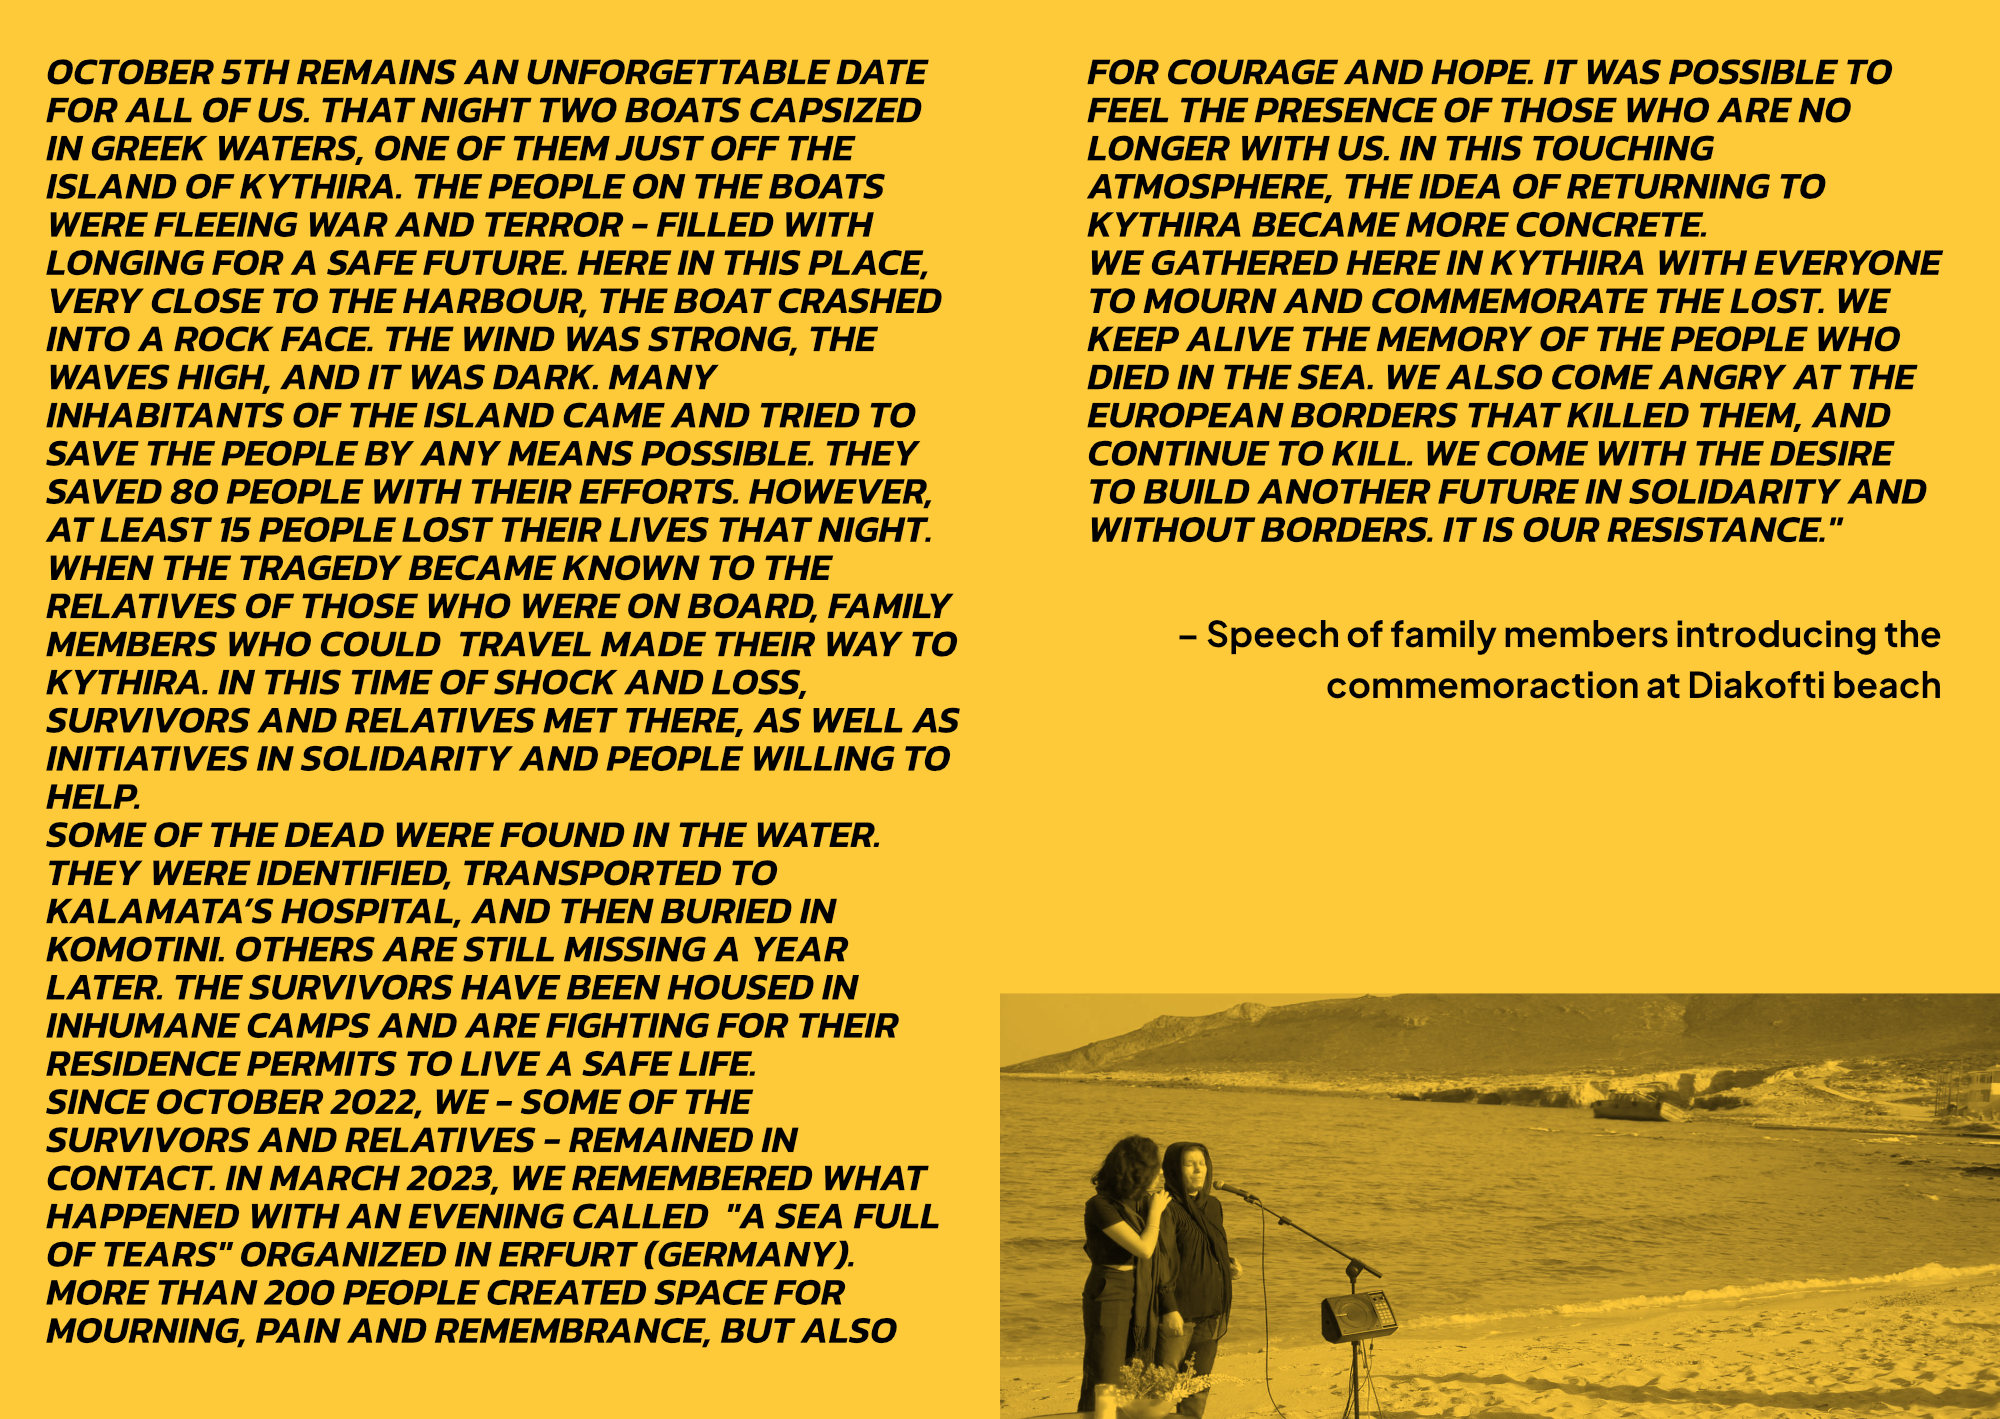 OCTOBER 5TH REMAINS AN UNFORGETTABLE DATE
FOR ALL OF US. THAT NIGHT TWO BOATS CAPSIZED
IN GREEK WATERS, ONE OF THEM JUST OFF THE
ISLAND OF KYTHIRA. THE PEOPLE ON THE BOATS
WERE FLEEING WAR AND TERROR – FILLED WITH
LONGING FOR A SAFE FUTURE. HERE IN THIS PLACE,
VERY CLOSE TO THE HARBOUR, THE BOAT CRASHED
INTO A ROCK FACE. THE WIND WAS STRONG, THE
WAVES HIGH, AND IT WAS DARK. MANY
INHABITANTS OF THE ISLAND CAME AND TRIED TO
SAVE THE PEOPLE BY ANY MEANS POSSIBLE. THEY
SAVED 80 PEOPLE WITH THEIR EFFORTS. HOWEVER,
AT LEAST 15 PEOPLE LOST THEIR LIVES THAT NIGHT.
WHEN THE TRAGEDY BECAME KNOWN TO THE
RELATIVES OF THOSE WHO WERE ON BOARD, FAMILY
MEMBERS WHO COULD  TRAVEL MADE THEIR WAY TO
KYTHIRA. IN THIS TIME OF SHOCK AND LOSS,
SURVIVORS AND RELATIVES MET THERE, AS WELL AS
INITIATIVES IN SOLIDARITY AND PEOPLE WILLING TO
HELP.
SOME OF THE DEAD WERE FOUND IN THE WATER.
THEY WERE IDENTIFIED, TRANSPORTED TO
KALAMATA’S HOSPITAL, AND THEN BURIED IN
KOMOTINI. OTHERS ARE STILL MISSING A YEAR
LATER. THE SURVIVORS HAVE BEEN HOUSED IN
INHUMANE CAMPS AND ARE FIGHTING FOR THEIR
RESIDENCE PERMITS TO LIVE A SAFE LIFE.
SINCE OCTOBER 2022, WE – SOME OF THE
SURVIVORS AND RELATIVES – REMAINED IN
CONTACT. IN MARCH 2023, WE REMEMBERED WHAT
HAPPENED WITH AN EVENING CALLED  "A SEA FULL
OF TEARS" ORGANIZED IN ERFURT (GERMANY).
MORE THAN 200 PEOPLE CREATED SPACE FOR
MOURNING, PAIN AND REMEMBRANCE, BUT ALSO
FOR COURAGE AND HOPE. IT WAS POSSIBLE TO
FEEL THE PRESENCE OF THOSE WHO ARE NO
LONGER WITH US. IN THIS TOUCHING
ATMOSPHERE, THE IDEA OF RETURNING TO
KYTHIRA BECAME MORE CONCRETE.
WE GATHERED HERE IN KYTHIRA WITH EVERYONE
TO MOURN AND COMMEMORATE THE LOST. WE
KEEP ALIVE THE MEMORY OF THE PEOPLE WHO
DIED IN THE SEA. WE ALSO COME ANGRY AT THE
EUROPEAN BORDERS THAT KILLED THEM, AND
CONTINUE TO KILL. WE COME WITH THE DESIRE
TO BUILD ANOTHER FUTURE IN SOLIDARITY AND
WITHOUT BORDERS. IT IS OUR RESISTANCE."
– Speech of family members introducing the
commemoraction at Diakofti beach